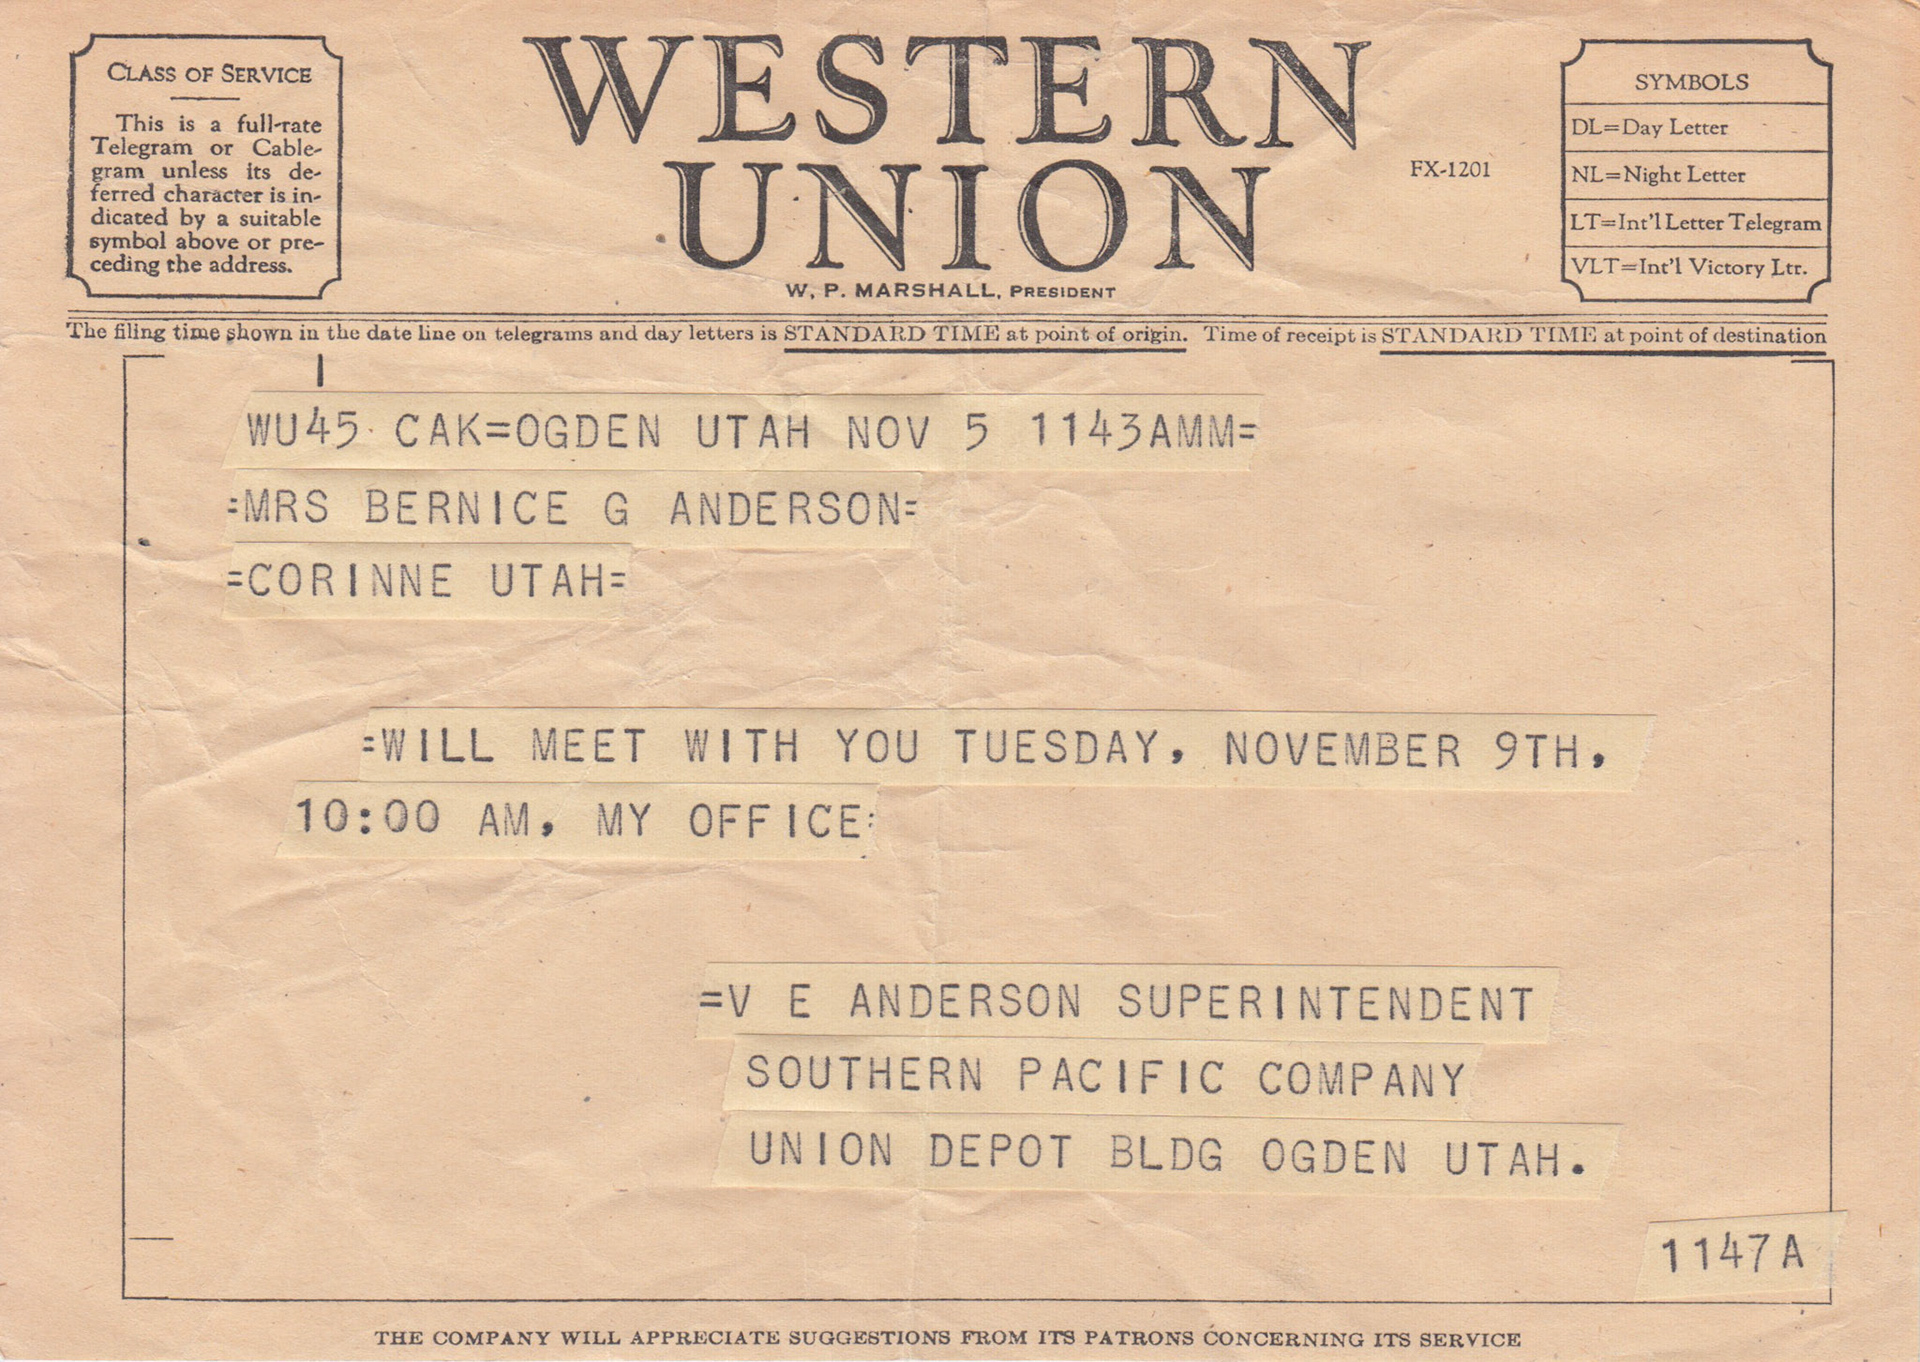 CLASS OF SERVICE
This is a full-rate
Telegram or Cable-
gram unless its de-
ferred character is in-
dicated by a suitable
symbol above or pre-
ceding the address.
WESTERN
UNION
W. P. MARSHALL, PRESIDENT
FX-1201
SYMBOLS
DL=Day Letter
NL=Night Letter
LT=Int'l Letter Telegram
VLT=Int'l Victory Ltr.
The filing time shown in the date line on telegrams and day letters is STANDARD TIME at point of origin. Time of receipt is STANDARD TIME at point of destination
WU45 CAK=OGDEN UTAH NOV 5 1143AMM=
=MRS BERNICE G ANDERSON=
=CORINNE UTAH=
=WILL MEET WITH YOU TUESDAY, NOVEMBER 9TH,
10:00 AM, MY OFFICE=
=V E ANDERSON SUPERINTENDENT
SOUTHERN PACIFIC COMPANY
UNION DEPOT BLDG OGDEN UTAH.
1147A
THE COMPANY WILL APPRECIATE SUGGESTIONS FROM ITS PATRONS CONCERNING ITS SERVICE